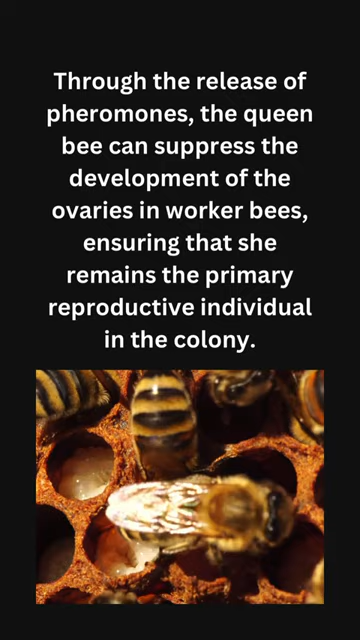 Through the release of
pheromones, the queen
bee can suppress the
development of the
ovaries in worker bees,
ensuring that she
remains the primary
reproductive individual
in the colony.